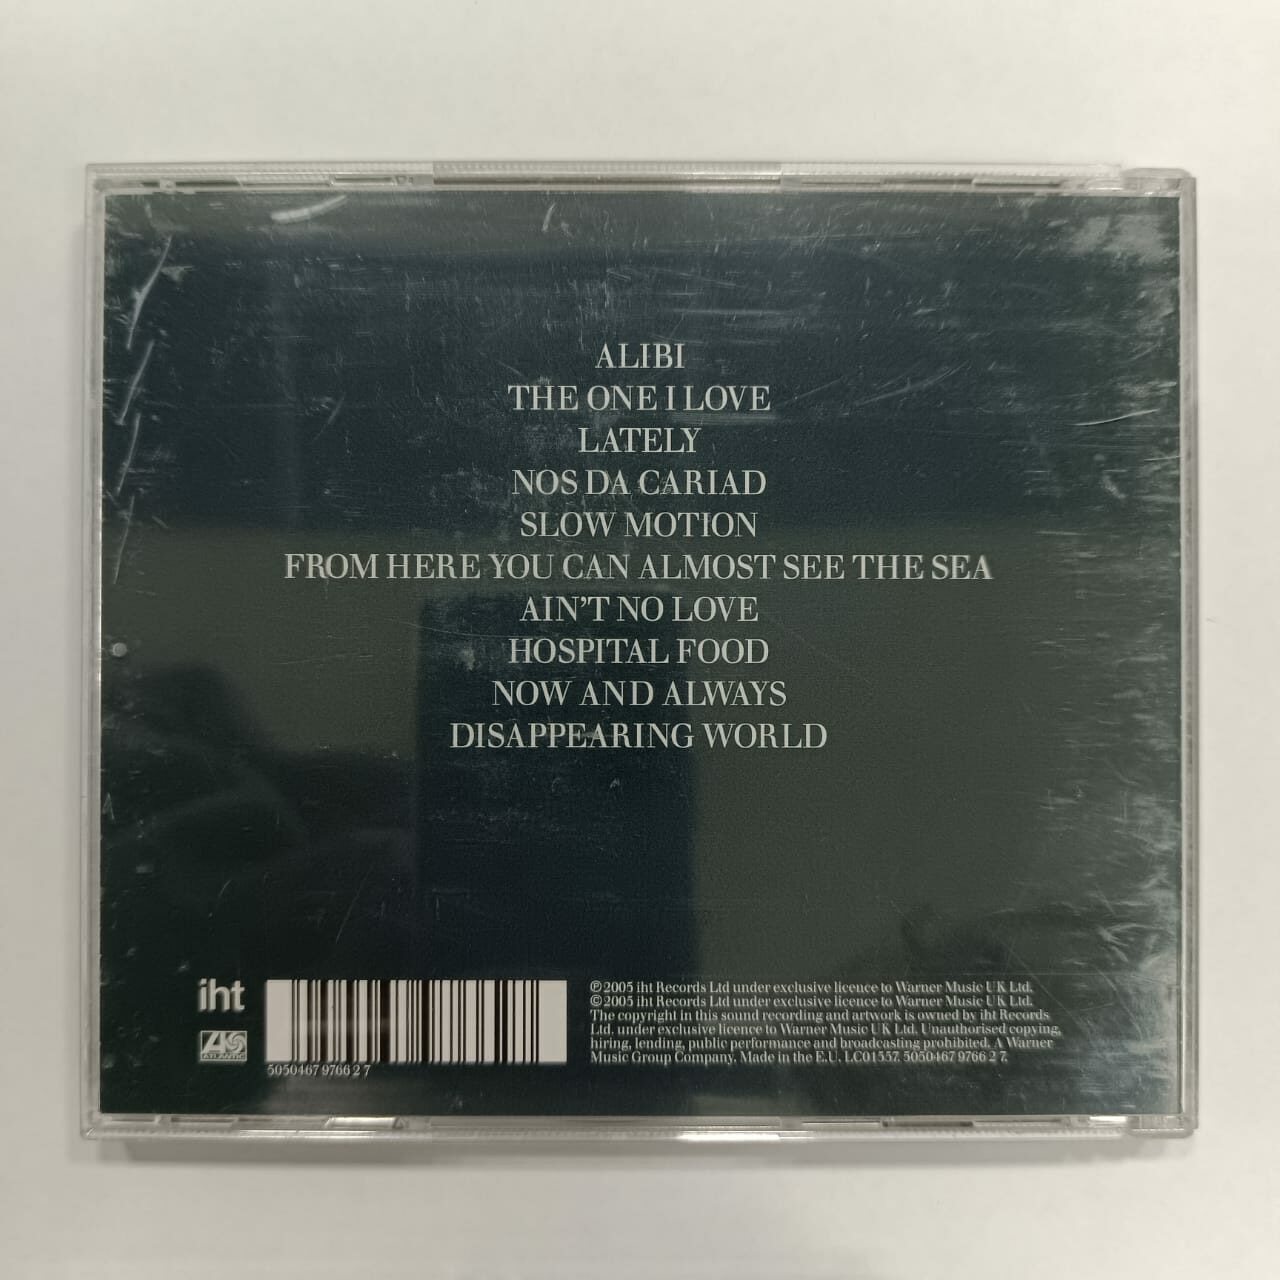 ALIBI
THE ONE I LOVE
LATELY
NOS DA CARIAD
SLOW MOTION
FROM HERE YOU CAN ALMOST SEE THE SEA
AIN'T NO LOVE
HOSPITAL FOOD
NOW AND ALWAYS
DISAPPEARING WORLD
iht
ATLANTIC
5050467 9766 2 7
℗ 2005 iht Records Ltd under exclusive licence to Warner Music UK Ltd.
© 2005 iht Records Ltd under exclusive licence to Warner Music UK Ltd.
The copyright in this sound recording and artwork is owned by iht Records
Ltd. under exclusive licence to Warner Music UK Ltd. Unauthorised copying,
hiring, lending, public performance and broadcasting prohibited. A Warner
Music Group Company. Made in the E.U. LC01557. 5050467 9766 2 7.